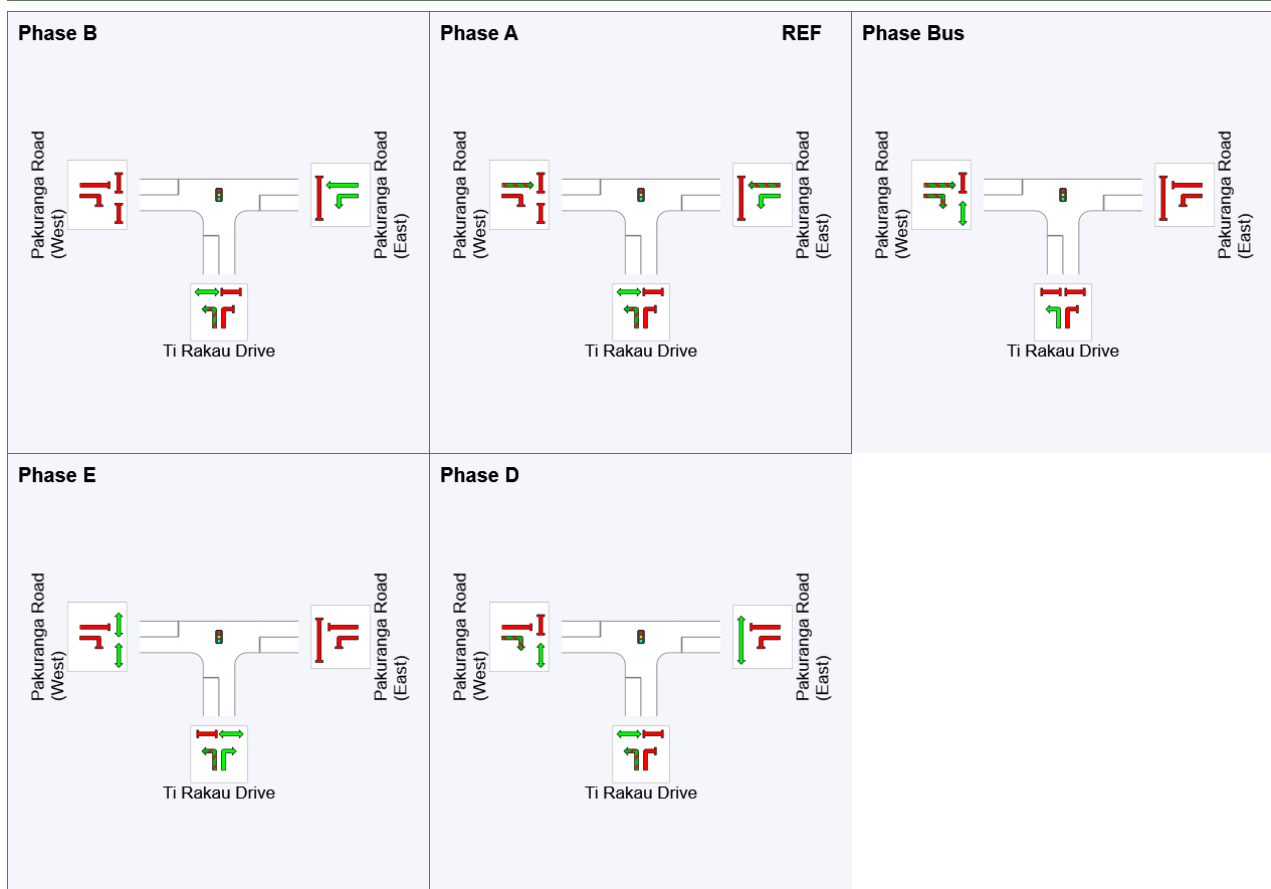 Phase B
Pakuranga Road
(West)
Pakuranga Road
(East)
Ti Rakau Drive
Phase A
REF
Pakuranga Road
(West)
Pakuranga Road
(East)
Ti Rakau Drive
Phase Bus
Pakuranga Road
(West)
Pakuranga Road
(East)
Ti Rakau Drive
Phase E
Pakuranga Road
(West)
Pakuranga Road
(East)
Ti Rakau Drive
Phase D
Pakuranga Road
(West)
Pakuranga Road
(East)
Ti Rakau Drive